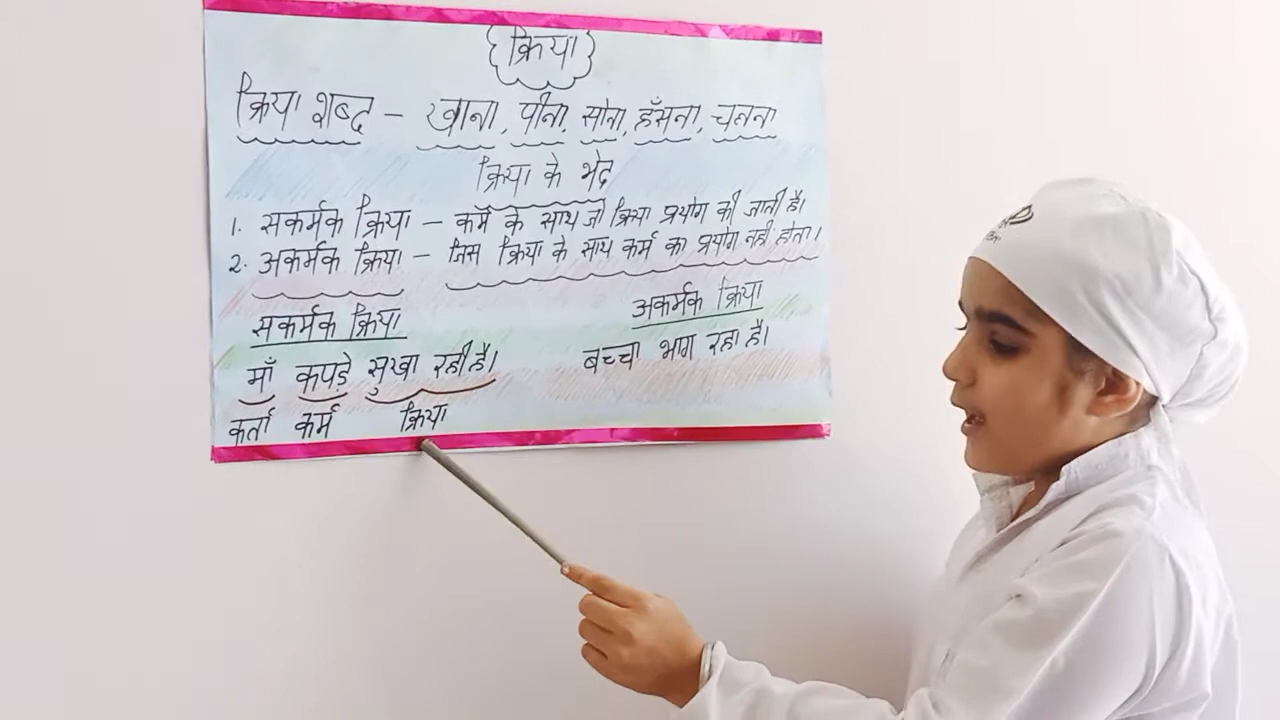 क्रिया
क्रिया शब्द - खाना, पीना, सोना, हँसना, चलना
क्रिया के भेद
1. सकर्मक क्रिया - कर्म के साथ जो क्रिया प्रयोग की जाती है।
2. अकर्मक क्रिया - जिस क्रिया के साथ कर्म का प्रयोग नही होता।
सकर्मक क्रिया अकर्मक क्रिया
माँ कपड़े सुखा रही है। बच्चा भाग रहा है।
कर्ता कर्म क्रिया